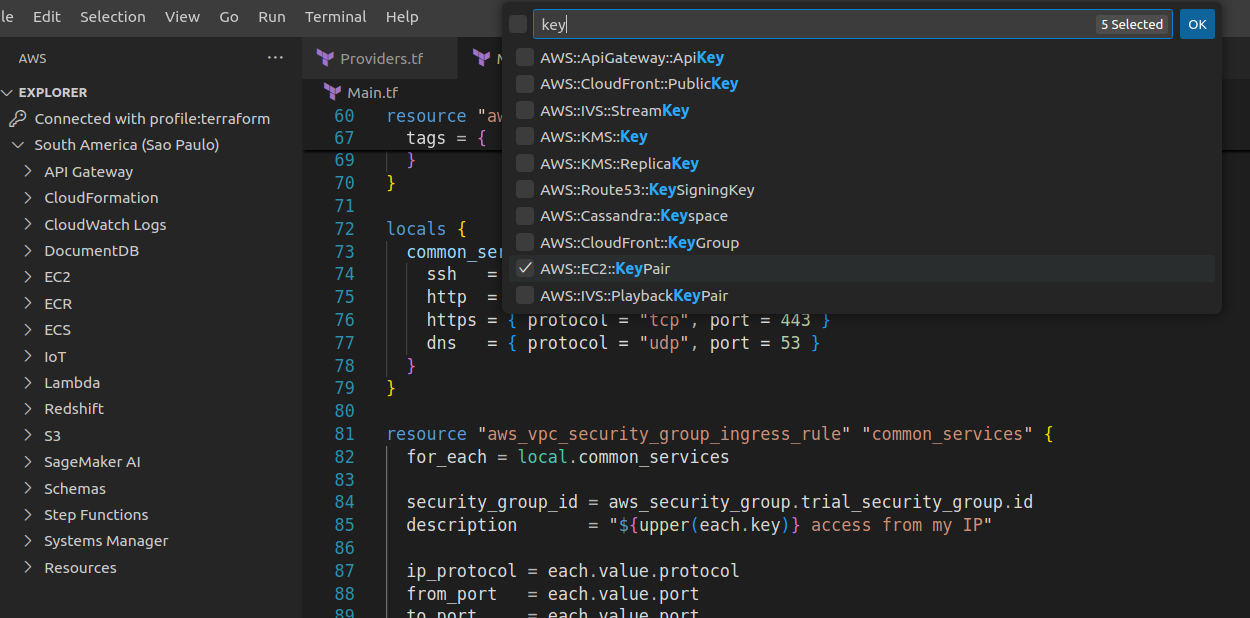 le Edit Selection View Go Run Terminal Help
key 5 Selected OK
AWS ···
EXPLORER
Connected with profile:terraform
South America (Sao Paulo)
API Gateway
CloudFormation
CloudWatch Logs
DocumentDB
EC2
ECR
ECS
IoT
Lambda
Redshift
S3
SageMaker AI
Schemas
Step Functions
Systems Manager
Resources
AWS::ApiGateway::ApiKey
AWS::CloudFront::PublicKey
AWS::IVS::StreamKey
AWS::KMS::Key
AWS::KMS::ReplicaKey
AWS::Route53::KeySigningKey
AWS::Cassandra::Keyspace
AWS::CloudFront::KeyGroup
AWS::EC2::KeyPair
AWS::IVS::PlaybackKeyPair
Providers.tf
Main.tf
60 resource "aw
67 tags = {
69 }
70 }
71
72 locals {
73 common_ser
74 ssh =
75 http =
76 https = { protocol = "tcp", port = 443 }
77 dns = { protocol = "udp", port = 53 }
78 }
79 }
80
81 resource "aws_vpc_security_group_ingress_rule" "common_services" {
82 for_each = local.common_services
83
84 security_group_id = aws_security_group.trial_security_group.id
85 description = "${upper(each.key)} access from my IP"
86
87 ip_protocol = each.value.protocol
88 from_port = each.value.port
89 to_port = each.value.port